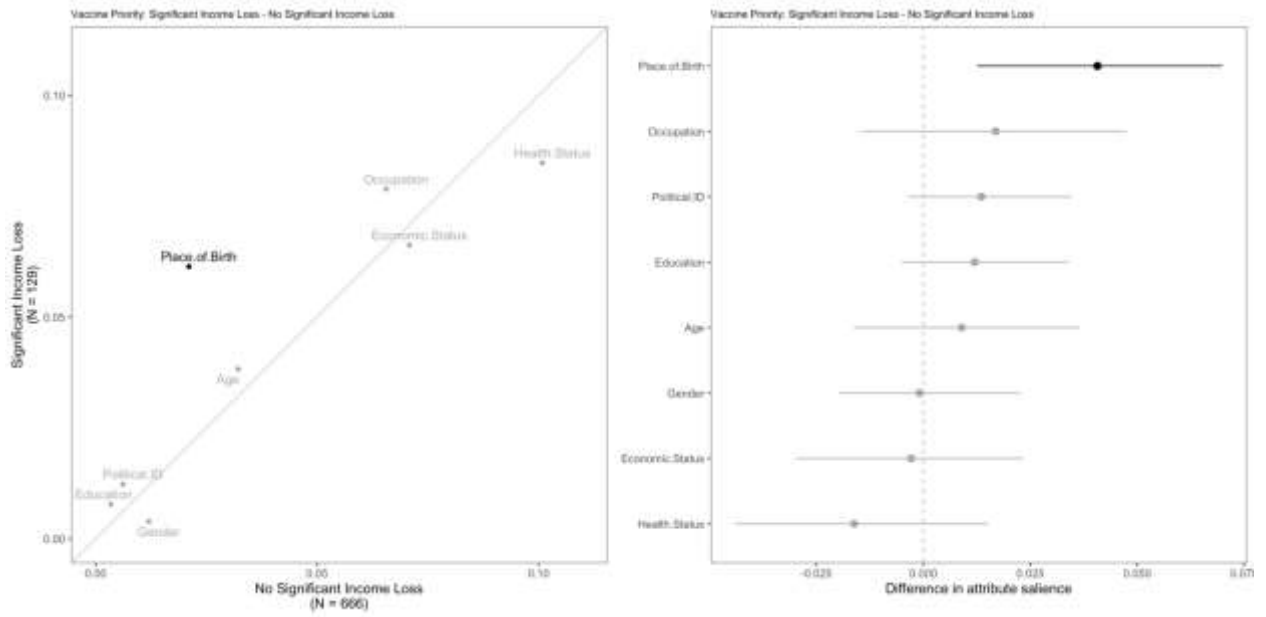 Vaccine Priority: Significant Income Loss - No Significant Income Loss
0.10
0.05
0.00
Significant Income Loss
(N = 129)
Health.Status
Occupation
Economic.Status
Place.of.Birth
Age
Political.ID
Education
Gender
0.00 0.05 0.10
No Significant Income Loss
(N = 666)
Vaccine Priority: Significant Income Loss - No Significant Income Loss
Place.of.Birth
Occupation
Political.ID
Education
Age
Gender
Economic.Status
Health.Status
-0.025 0.000 0.025 0.050
Difference in attribute salience